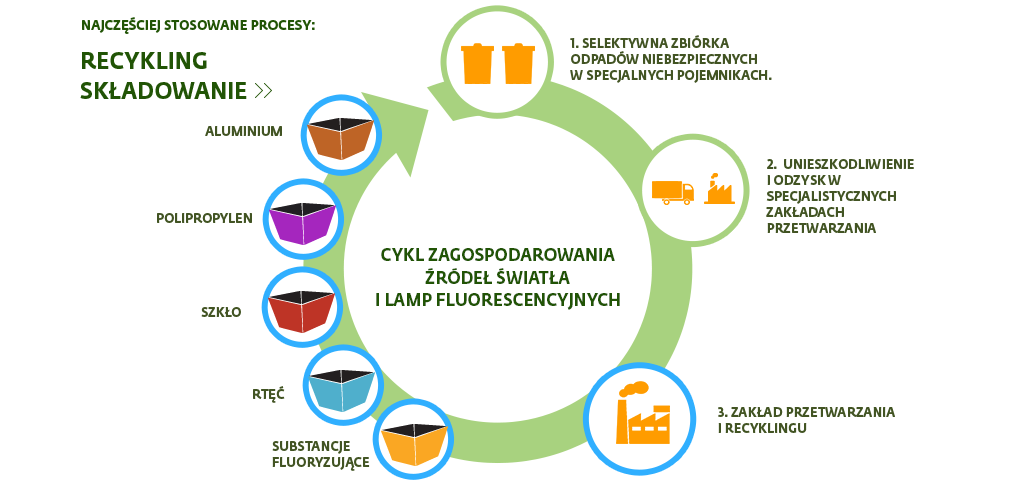 NAJCZĘŚCIEJ STOSOWANE PROCESY:
RECYKLING
SKŁADOWANIE
1. SELEKTYWNA ZBIÓRKA
ODPADÓW NIEBEZPIECZNYCH
W SPECJALNYCH POJEMNIKACH.
2. UNIESZKODLIWIENIE
I ODZYSK W
SPECJALISTYCZNYCH
ZAKŁADACH
PRZETWARZANIA
3. ZAKŁAD PRZETWARZANIA
I RECYKLINGU
SUBSTANCJE
FLUORYZUJĄCE
RTĘĆ
SZKŁO
POLIPROPYLEN
ALUMINIUM
CYKL ZAGOSPODAROWANIA
ŹRÓDEŁ ŚWIATŁA
I LAMP FLUORESCENCYJNYCH